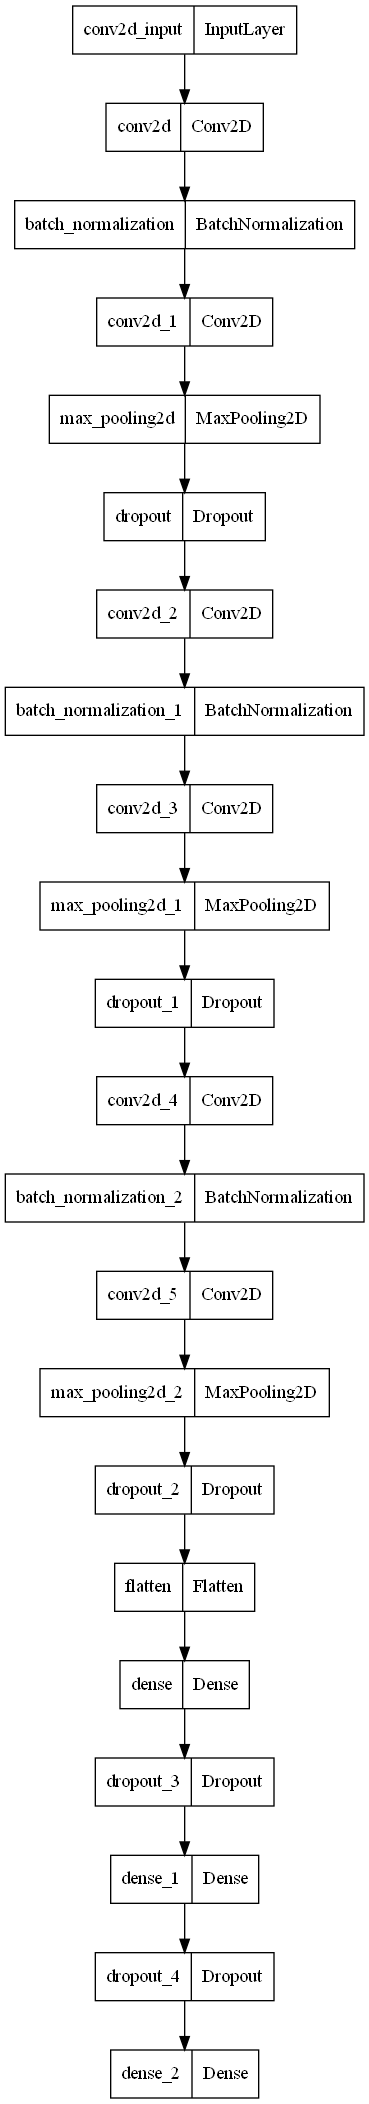 conv2d_input InputLayer
conv2d Conv2D
batch_normalization BatchNormalization
conv2d_1 Conv2D
max_pooling2d MaxPooling2D
dropout Dropout
conv2d_2 Conv2D
batch_normalization_1 BatchNormalization
conv2d_3 Conv2D
max_pooling2d_1 MaxPooling2D
dropout_1 Dropout
conv2d_4 Conv2D
batch_normalization_2 BatchNormalization
conv2d_5 Conv2D
max_pooling2d_2 MaxPooling2D
dropout_2 Dropout
flatten Flatten
dense Dense
dropout_3 Dropout
dense_1 Dense
dropout_4 Dropout
dense_2 Dense